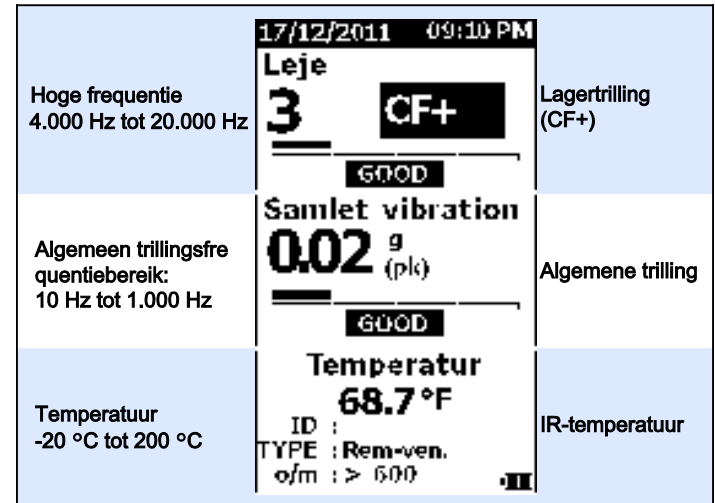 17/12/2011 09:10 PM
Hoge frequentie
4.000 Hz tot 20.000 Hz
Leje
3 CF+
GOOD
Lagertrilling
(CF+)
Algemeen trillingsfre
quentiebereik:
10 Hz tot 1.000 Hz
Samlet vibration
0.02 g
(pk)
GOOD
Algemene trilling
Temperatuur
-20 °C tot 200 °C
Temperatur
68.7 °F
ID :
TYPE : Rem-ven.
o/m : > 600
IR-temperatuur